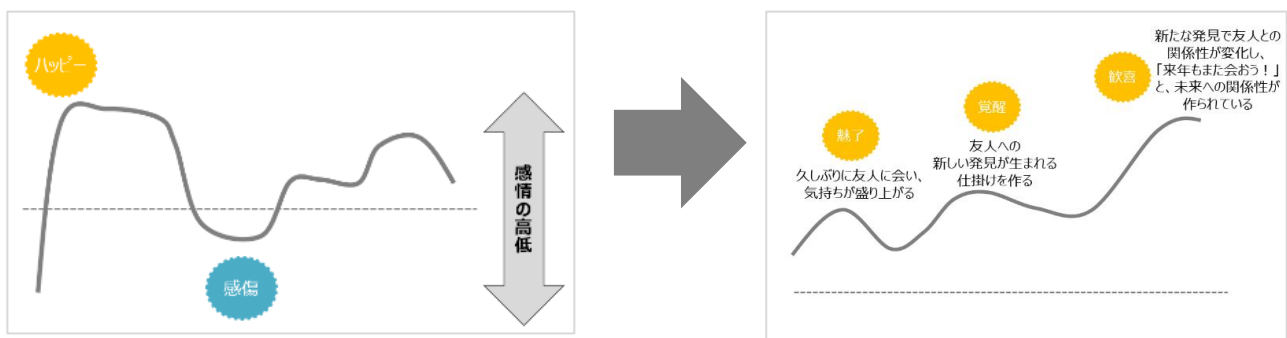 ハッピー
感傷
感情の高低
魅了
久しぶりに友人に会い、
気持ちが盛り上がる
覚醒
友人への
新しい発見が生まれる
仕掛けを作る
歓喜
新たな発見で友人との
関係性が変化し、
「来年もまた会おう！」
と、未来への関係性が
作られている